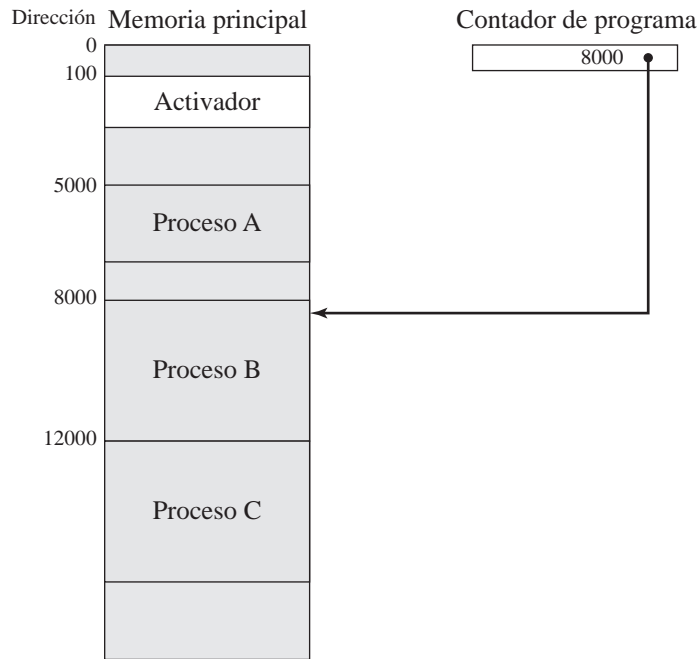 Dirección Memoria principal Contador de programa
0 8000
100
Activador
5000
Proceso A
8000
Proceso B
12000
Proceso C